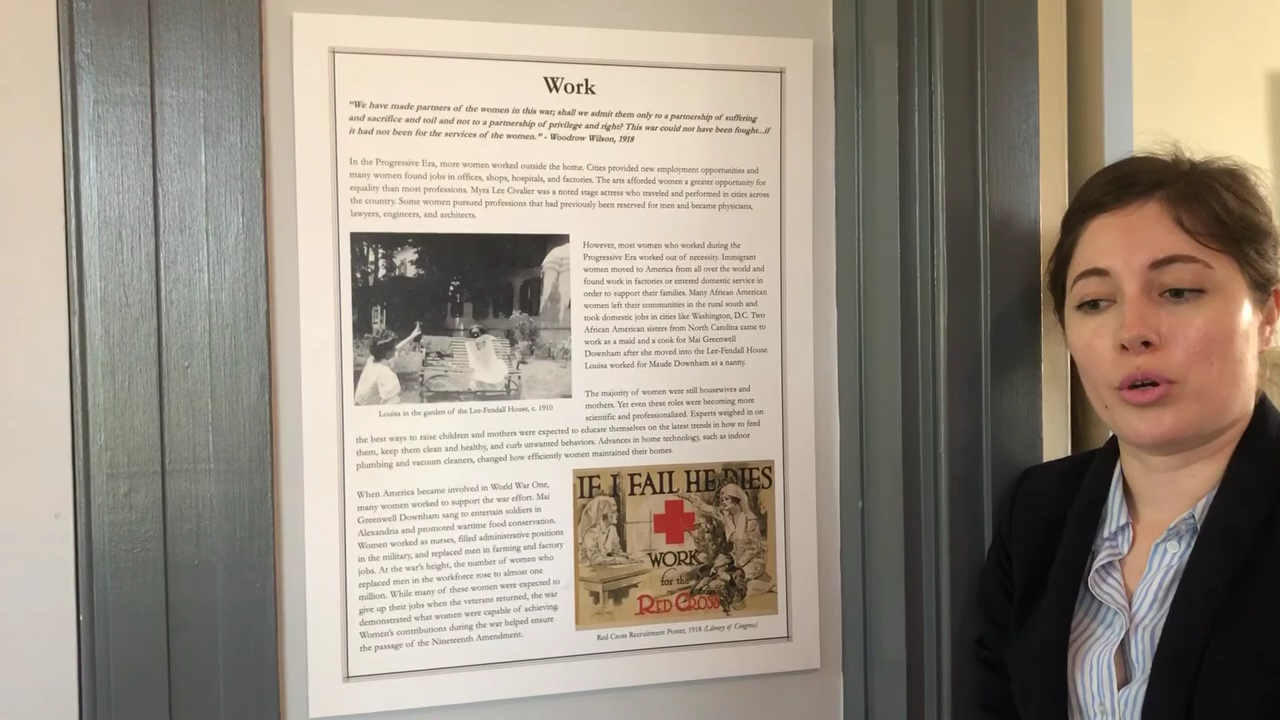 Work
"We have made partners of the women in this war; shall we admit them only to a partnership of suffering
and sacrifice and toil and not to a partnership of privilege and right? This war could not have been fought...if
it had not been for the services of the women." - Woodrow Wilson, 1918
In the Progressive Era, more women worked outside the home. Cities provided new employment opportunities and
many women found jobs in offices, shops, hospitals, and factories. The arts afforded women a greater opportunity for
equality than most professions. Myra Lee Civalier was a noted stage actress who traveled and performed in cities across
the country. Some women pursued professions that had previously been reserved for men and became physicians,
lawyers, engineers, and architects.
However, most women who worked during the
Progressive Era worked out of necessity. Immigrant
women moved to America from all over the world and
found work in factories or entered domestic service in
order to support their families. Many African American
women left their communities in the rural south and
took domestic jobs in cities like Washington, D.C. Two
African American sisters from North Carolina came to
work as a maid and a cook for Mai Greenwell
Downham after she moved into the Lee-Fendall House.
Louisa worked for Maude Downham as a nanny.
Louisa in the garden of the Lee-Fendall House, c. 1910
The majority of women were still housewives and
mothers. Yet even these roles were becoming more
scientific and professionalized. Experts weighed in on
the best ways to raise children and mothers were expected to educate themselves on the latest trends in how to feed
them, keep them clean and healthy, and curb unwanted behaviors. Advances in home technology, such as indoor
plumbing and vacuum cleaners, changed how efficiently women maintained their homes.
When America became involved in World War One,
many women worked to support the war effort. Mai
Greenwell Downham sang to entertain soldiers in
Alexandria and promoted wartime food conservation.
Women worked as nurses, filled administrative positions
in the military, and replaced men in farming and factory
jobs. At the war's height, the number of women who
replaced men in the workforce rose to almost one
million. While many of these women were expected to
give up their jobs when the veterans returned, the war
demonstrated what women were capable of achieving.
Women's contributions during the war helped ensure
the passage of the Nineteenth Amendment.
IF I FAIL HE DIES
WORK
for the
RED CROSS
Red Cross Recruitment Poster, 1918 (Library of Congress)